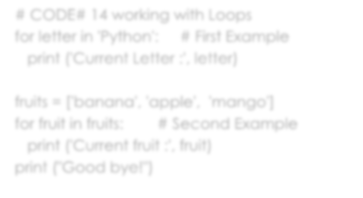 # CODE# 14 working with Loops
for letter in 'Python':     # First Example
   print ('Current Letter :', letter)

fruits = ['banana', 'apple',  'mango']
for fruit in fruits:        # Second Example
   print ('Current fruit :', fruit)
print ("Good bye!")